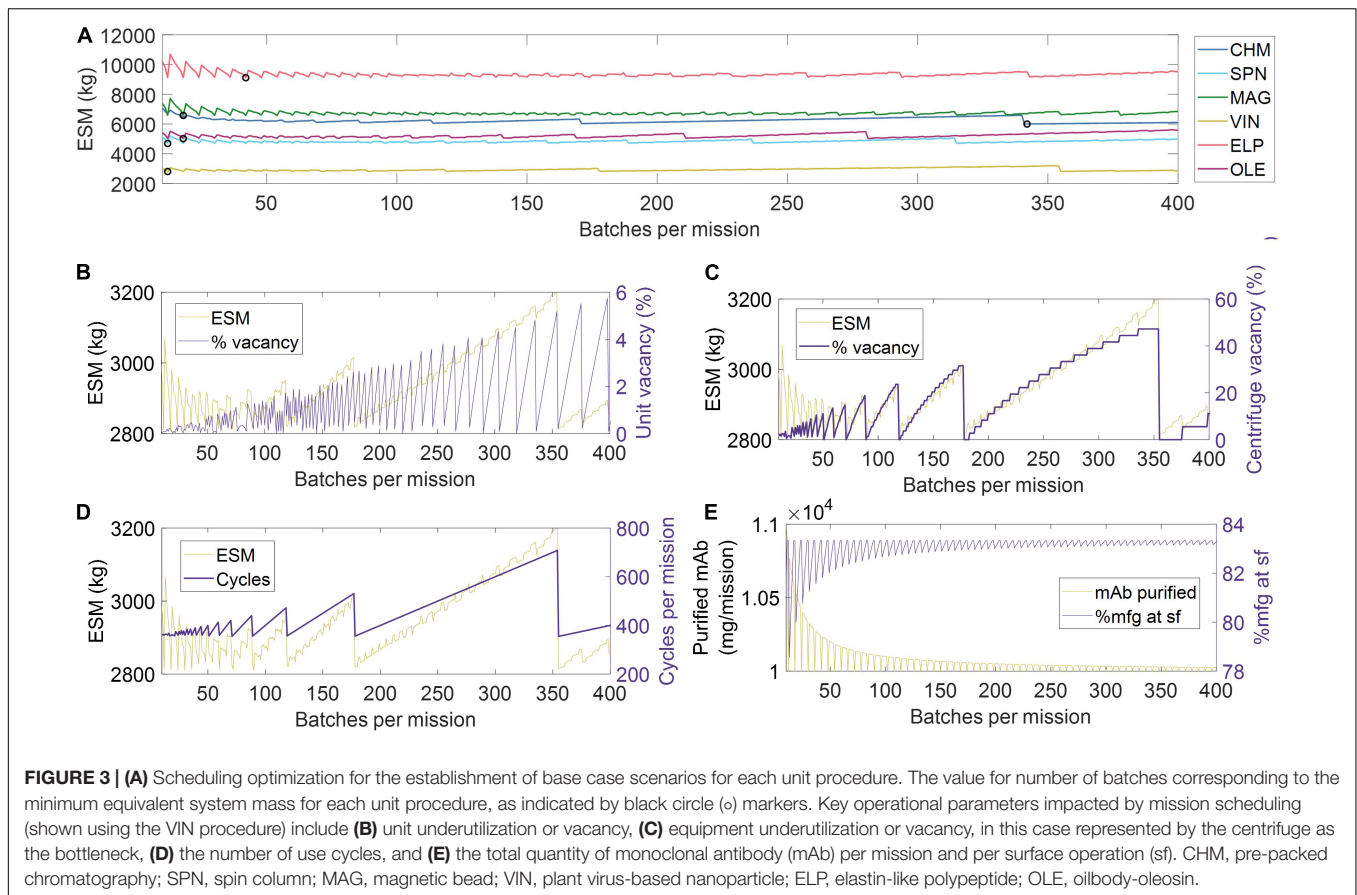 A
12000
10000
8000
6000
4000
2000
ESM (kg)
50
100
150
200
250
300
350
400
Batches per mission
CHM
SPN
MAG
VIN
ELP
OLE
B
3200
3000
2800
ESM (kg)
ESM
% vacancy
6
4
2
0
Unit vacancy (%)
50
100
150
200
250
300
350
400
Batches per mission
C
3200
3000
2800
ESM (kg)
ESM
% vacancy
60
40
20
0
Centrifuge vacancy (%)
50
100
150
200
250
300
350
400
Batches per mission
D
3200
3000
2800
ESM (kg)
ESM
Cycles
800
600
400
200
Cycles per mission
50
100
150
200
250
300
350
400
Batches per mission
E
×10⁴
1.1
1.05
1
Purified mAb
(mg/mission)
mAb purified
%mfg at sf
84
82
80
78
%mfg at sf
50
100
150
200
250
300
350
400
Batches per mission
FIGURE 3 | (A) Scheduling optimization for the establishment of base case scenarios for each unit procedure. The value for number of batches corresponding to the
minimum equivalent system mass for each unit procedure, as indicated by black circle (○) markers. Key operational parameters impacted by mission scheduling
(shown using the VIN procedure) include (B) unit underutilization or vacancy, (C) equipment underutilization or vacancy, in this case represented by the centrifuge as
the bottleneck, (D) the number of use cycles, and (E) the total quantity of monoclonal antibody (mAb) per mission and per surface operation (sf). CHM, pre-packed
chromatography; SPN, spin column; MAG, magnetic bead; VIN, plant virus-based nanoparticle; ELP, elastin-like polypeptide; OLE, oilbody-oleosin.